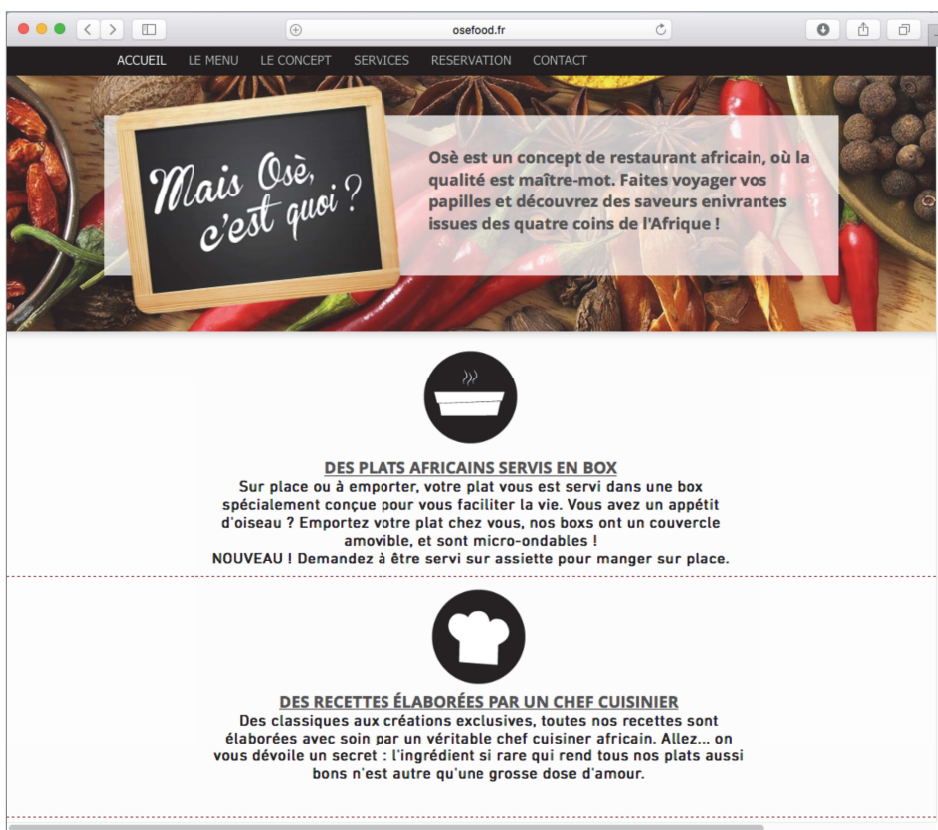 osefood.fr
ACCUEIL LE MENU LE CONCEPT SERVICES RESERVATION CONTACT
Mais Osè,
c'est quoi ?
Osè est un concept de restaurant africain, où la
qualité est maître-mot. Faites voyager vos
papilles et découvrez des saveurs enivrantes
issues des quatre coins de l'Afrique !
DES PLATS AFRICAINS SERVIS EN BOX
Sur place ou à emporter, votre plat vous est servi dans une box
spécialement conçue pour vous faciliter la vie. Vous avez un appétit
d'oiseau ? Emportez votre plat chez vous, nos boxs ont un couvercle
amovible, et sont micro-ondables !
NOUVEAU ! Demandez à être servi sur assiette pour manger sur place.
DES RECETTES ÉLABORÉES PAR UN CHEF CUISINIER
Des classiques aux créations exclusives, toutes nos recettes sont
élaborées avec soin par un véritable chef cuisiner africain. Allez... on
vous dévoile un secret : l'ingrédient si rare qui rend tous nos plats aussi
bons n'est autre qu'une grosse dose d'amour.